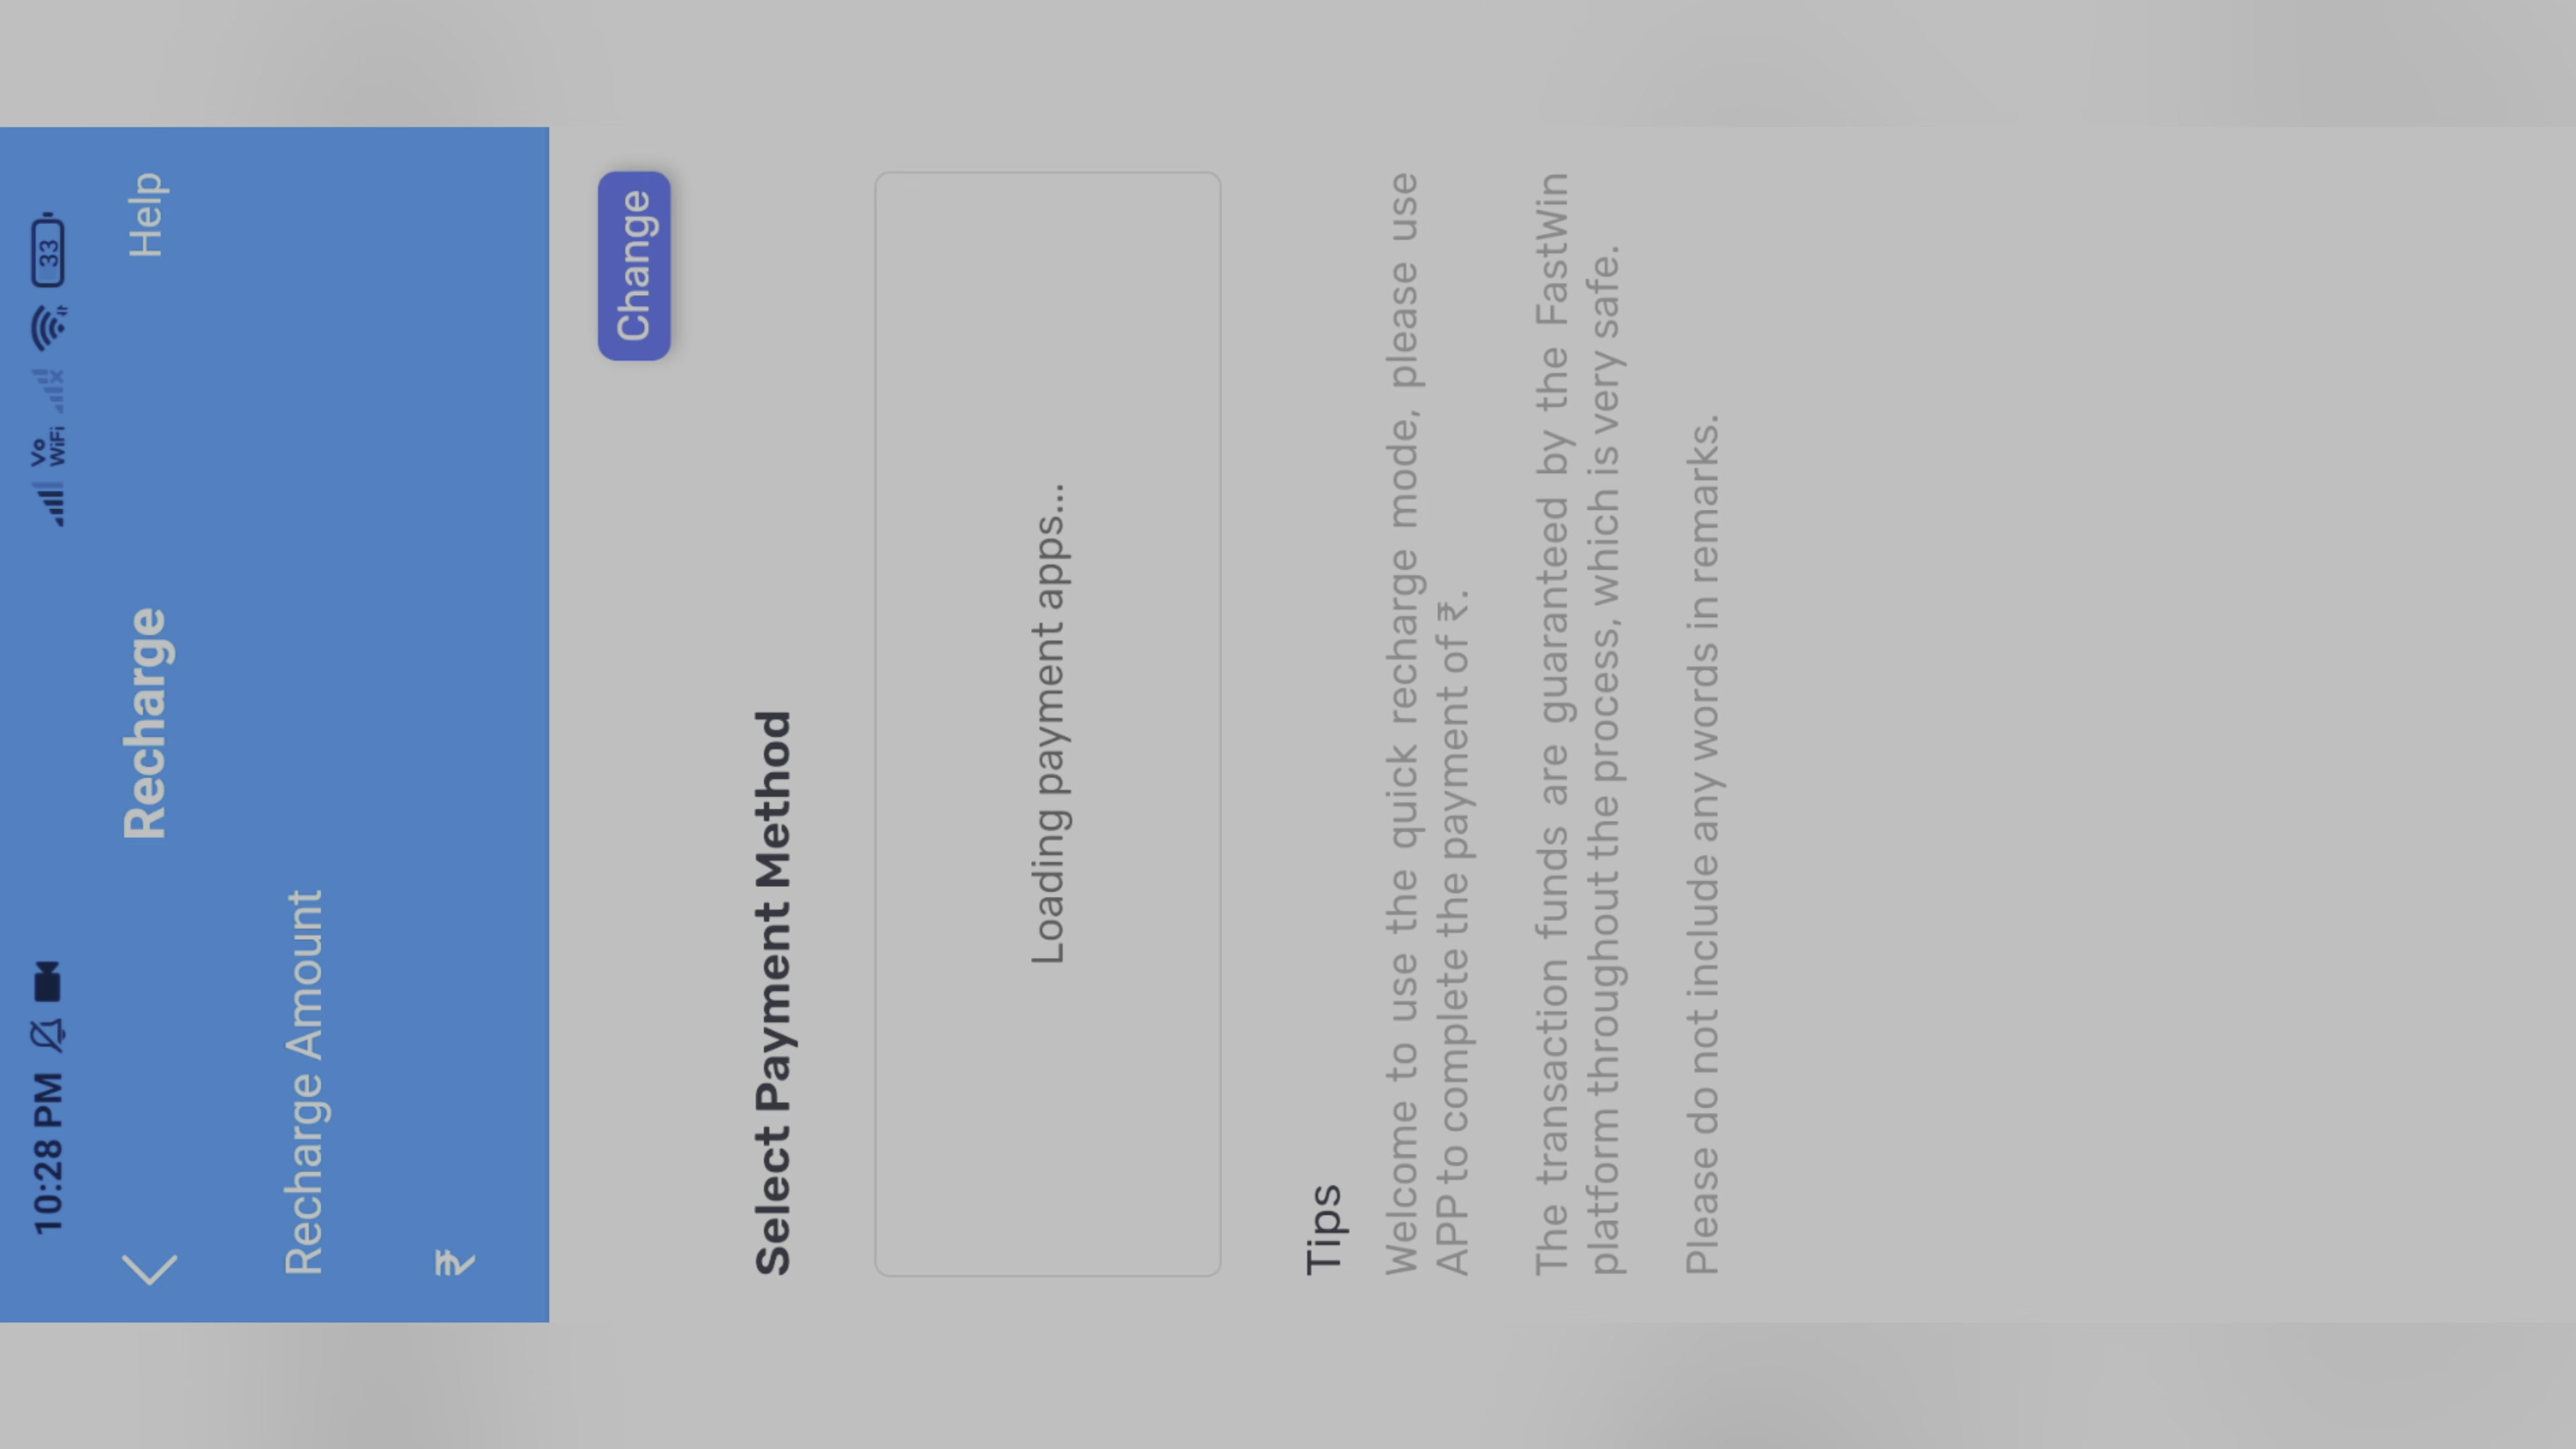 10:28 PM Vo WiFi 33
Recharge Help
Recharge Amount
₹
Change
Select Payment Method
Loading payment apps...
Tips
Welcome to use the quick recharge mode, please use
APP to complete the payment of ₹.
The transaction funds are guaranteed by the FastWin
platform throughout the process, which is very safe.
Please do not include any words in remarks.